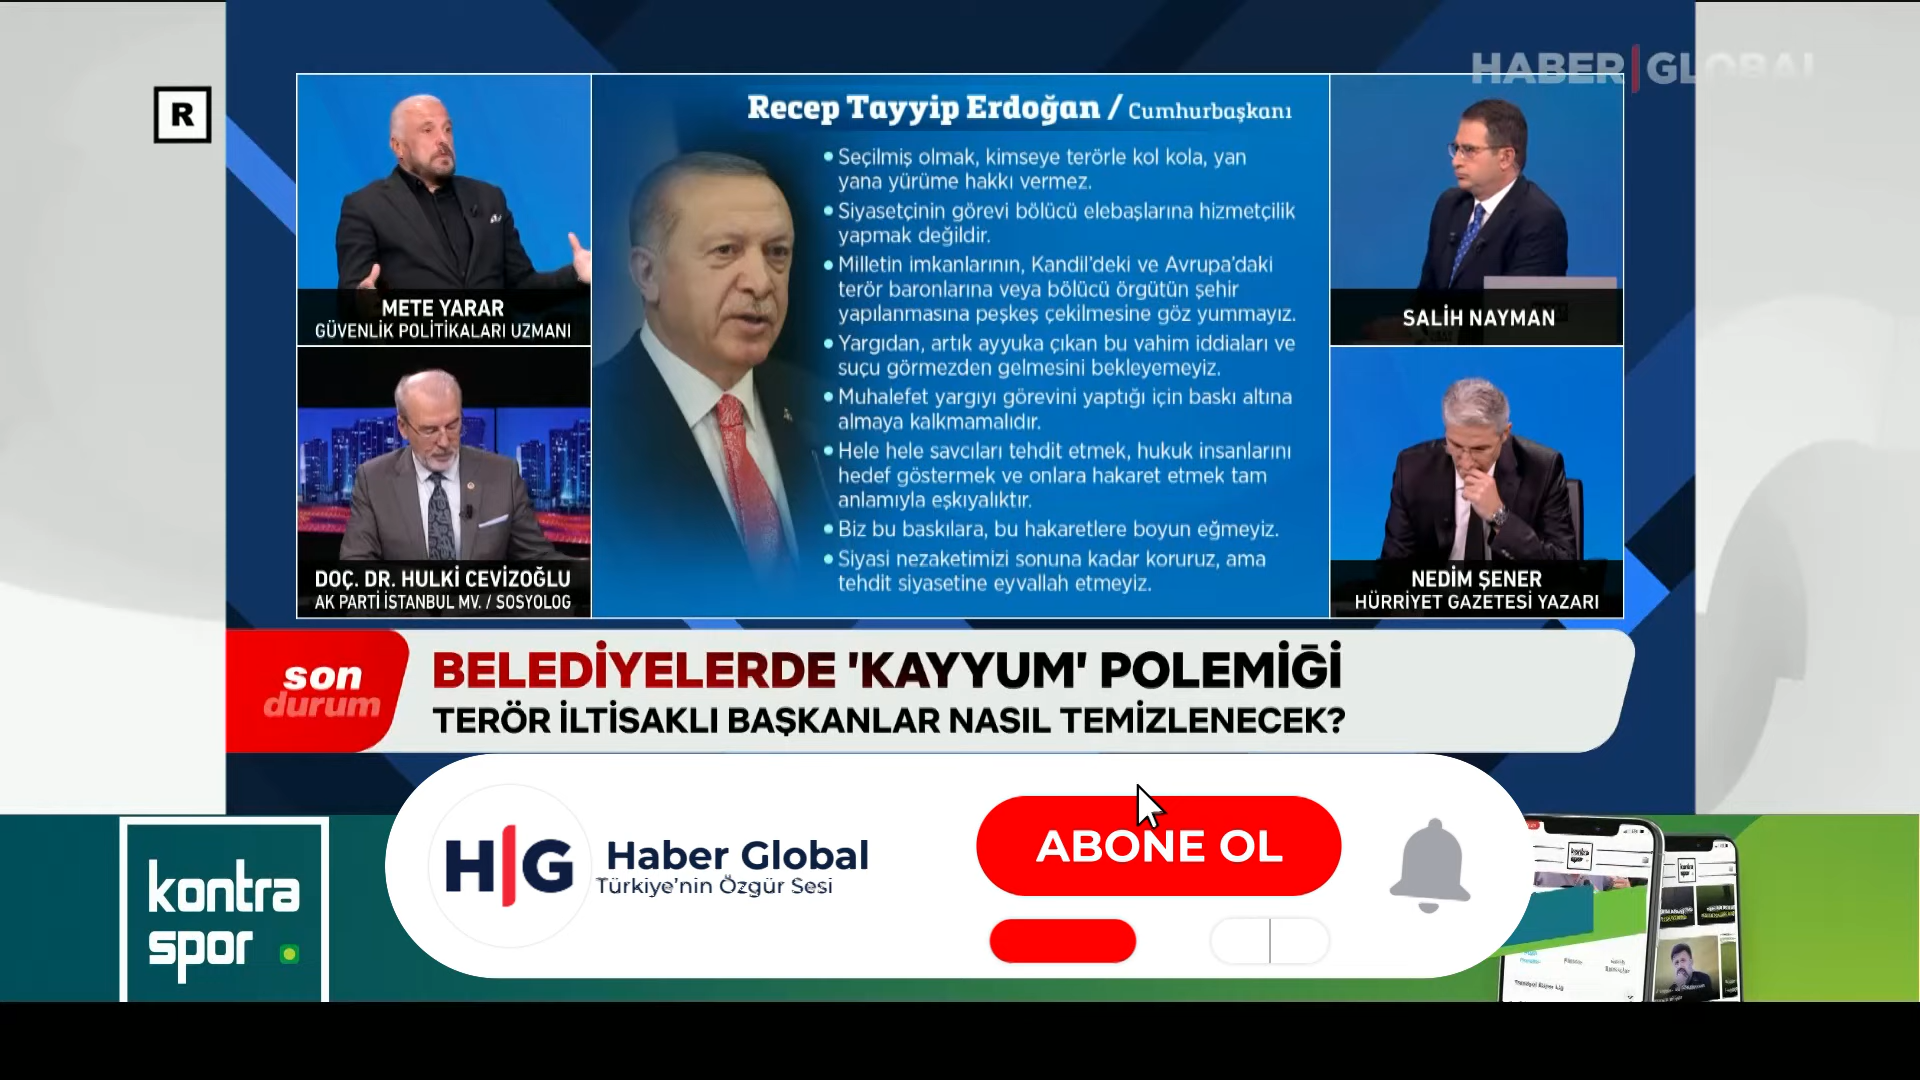 HABER GLOBAL
R
Recep Tayyip Erdoğan / Cumhurbaşkanı
• Seçilmiş olmak, kimseye terörle kol kola, yan
yana yürüme hakkı vermez.
• Siyasetçinin görevi bölücü elebaşlarına hizmetçilik
yapmak değildir.
• Milletin imkanlarının, Kandil'deki ve Avrupa'daki
terör baronlarına veya bölücü örgütün şehir
yapılanmasına peşkeş çekilmesine göz yummayız.
• Yargıdan, artık ayyuka çıkan bu vahim iddiaları ve
suçu görmezden gelmesini bekleyemeyiz.
• Muhalefet yargıyı görevini yaptığı için baskı altına
almaya kalkmamalıdır.
• Hele hele savcıları tehdit etmek, hukuk insanlarını
hedef göstermek ve onlara hakaret etmek tam
anlamıyla eşkıyalıktır.
• Biz bu baskılara, bu hakaretlere boyun eğmeyiz.
• Siyasi nezaketimizi sonuna kadar koruruz, ama
tehdit siyasetine eyvallah etmeyiz.
METE YARAR
GÜVENLİK POLİTİKALARI UZMANI
SALİH NAYMAN
DOÇ. DR. HULKİ CEVİZOĞLU
AK PARTİ İSTANBUL MV. / SOSYOLOG
NEDİM ŞENER
HÜRRİYET GAZETESİ YAZARI
son
durum
BELEDİYELERDE 'KAYYUM' POLEMİĞİ
TERÖR İLTİSAKLI BAŞKANLAR NASIL TEMİZLENECEK?
kontra
spor
H|G
Haber Global
Türkiye'nin Özgür Sesi
ABONE OL